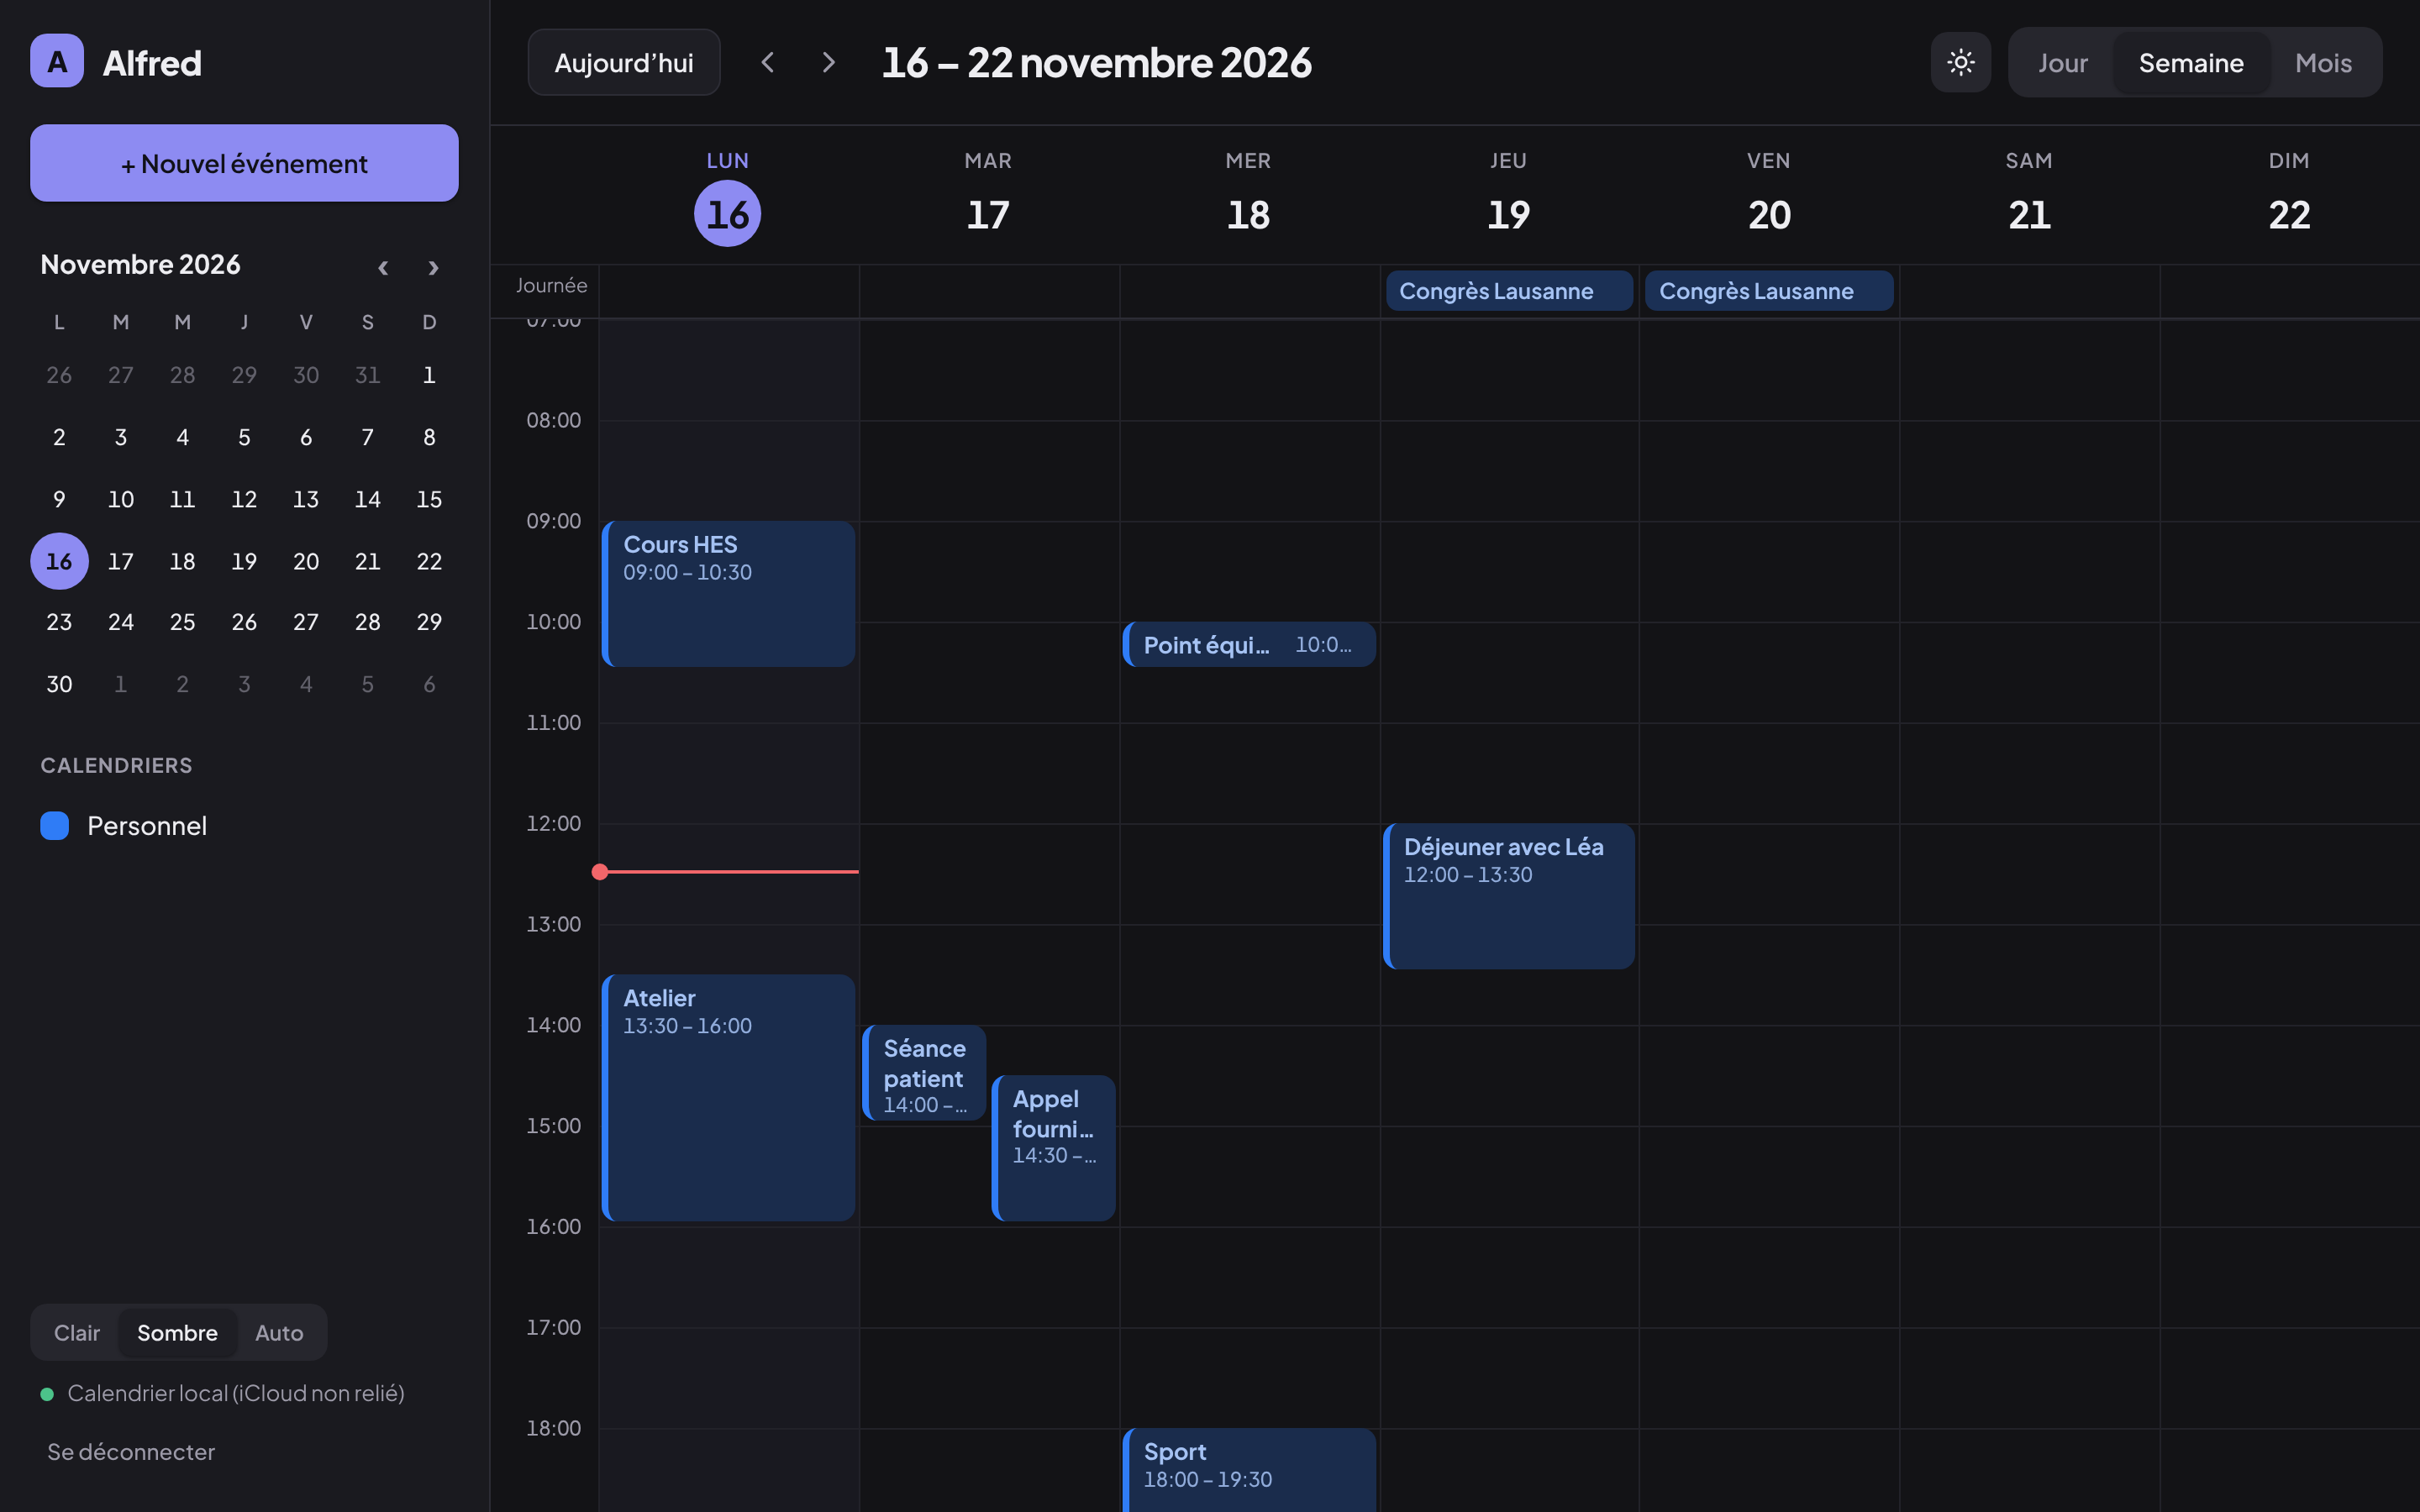 A Alfred
+ Nouvel événement
Novembre 2026 ‹ ›
L M M J V S D
26 27 28 29 30 31 1
2 3 4 5 6 7 8
9 10 11 12 13 14 15
16 17 18 19 20 21 22
23 24 25 26 27 28 29
30 1 2 3 4 5 6
CALENDRIERS
Personnel
Clair Sombre Auto
Calendrier local (iCloud non relié)
Se déconnecter
Aujourd’hui
16 – 22 novembre 2026
Jour Semaine Mois
LUN MAR MER JEU VEN SAM DIM
16 17 18 19 20 21 22
Journée
Congrès Lausanne
Congrès Lausanne
07:00
08:00
09:00
Cours HES
09:00 – 10:30
10:00
Point équi… 10:0…
11:00
12:00
Déjeuner avec Léa
12:00 – 13:30
13:00
Atelier
13:30 – 16:00
14:00
Séance
patient
14:00 –…
Appel
fourni…
14:30 –…
15:00
16:00
17:00
18:00
Sport
18:00 – 19:30